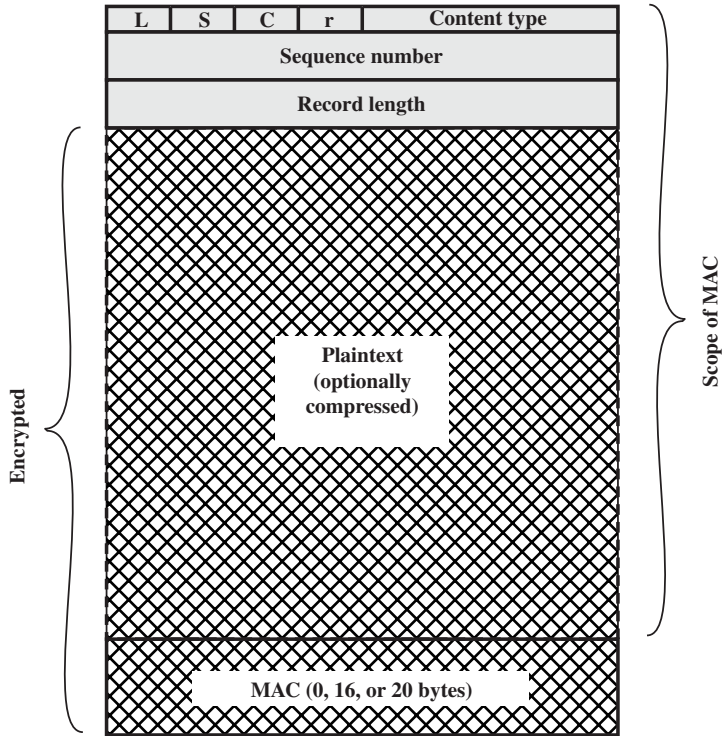 L S C r Content type
Sequence number
Record length
Plaintext
(optionally
compressed)
MAC (0, 16, or 20 bytes)
Encrypted
Scope of MAC